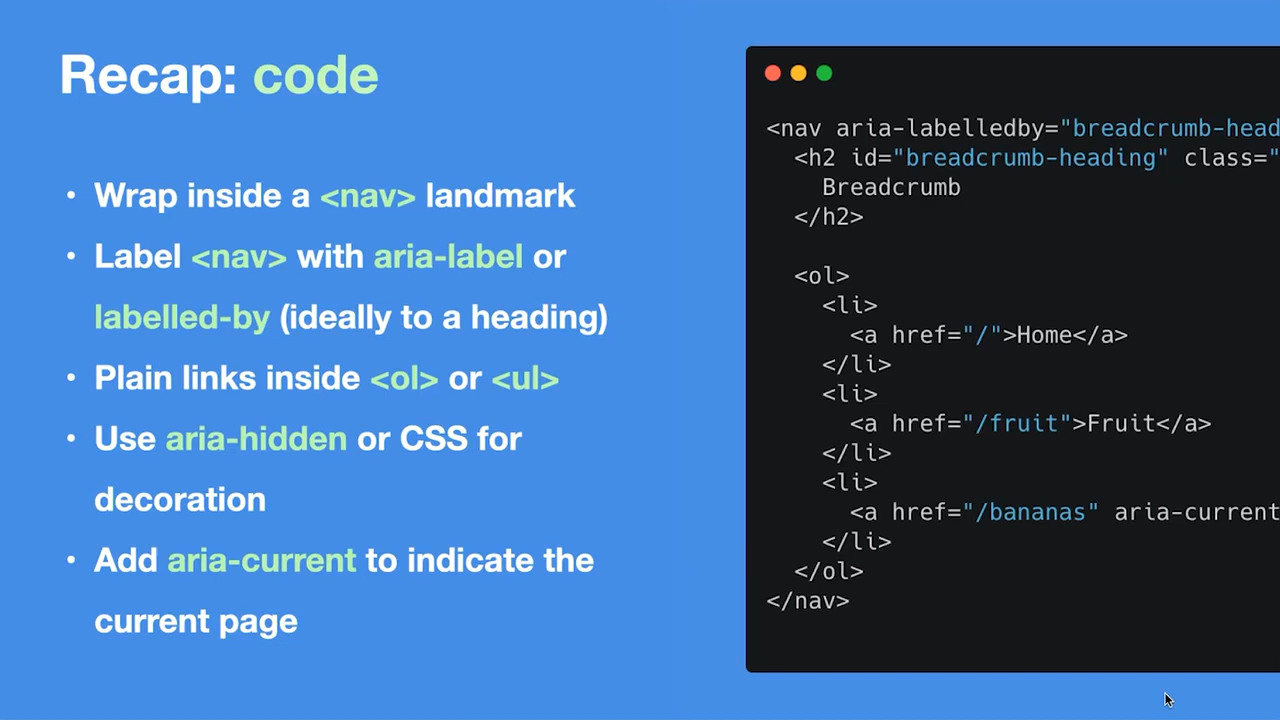 Recap: code
• Wrap inside a <nav> landmark
• Label <nav> with aria-label or
labelled-by (ideally to a heading)
• Plain links inside <ol> or <ul>
• Use aria-hidden or CSS for
decoration
• Add aria-current to indicate the
current page
<nav aria-labelledby="breadcrumb-head
<h2 id="breadcrumb-heading" class="
Breadcrumb
</h2>
<ol>
<li>
<a href="/">Home</a>
</li>
<li>
<a href="/fruit">Fruit</a>
</li>
<li>
<a href="/bananas" aria-current
</li>
</ol>
</nav>